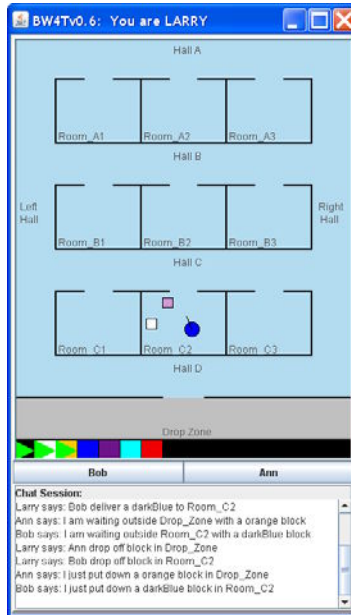 BW4Tv0.6: You are LARRY
Hall A
Room_A1
Room_A2
Room_A3
Hall B
Left
Hall
Right
Hall
Room_B1
Room_B2
Room_B3
Hall C
Room_C1
Room_C2
Room_C3
Hall D
Drop Zone
Bob
Ann
Chat Session:
Larry says: Bob deliver a darkBlue to Room_C2
Ann says: I am waiting outside Drop_Zone with a orange block
Bob says: I am waiting outside Room_C2 with a darkBlue block
Larry says: Ann drop off block in Drop_Zone
Larry says: Bob drop off block in Room_C2
Ann says: I just put down a orange block in Drop_Zone
Bob says: I just put down a darkBlue block in Room_C2